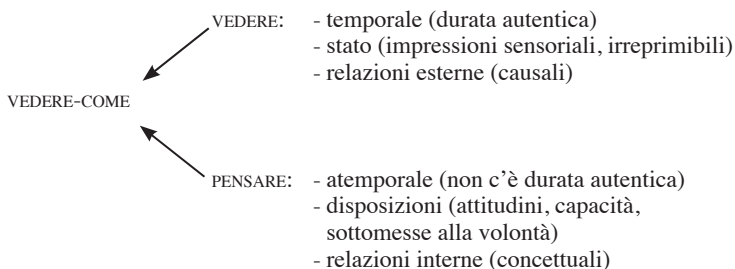 VEDERE: - temporale (durata autentica)
- stato (impressioni sensoriali, irreprimibili)
- relazioni esterne (causali)
VEDERE-COME
PENSARE: - atemporale (non c’è durata autentica)
- disposizioni (attitudini, capacità,
sottomesse alla volontà)
- relazioni interne (concettuali)